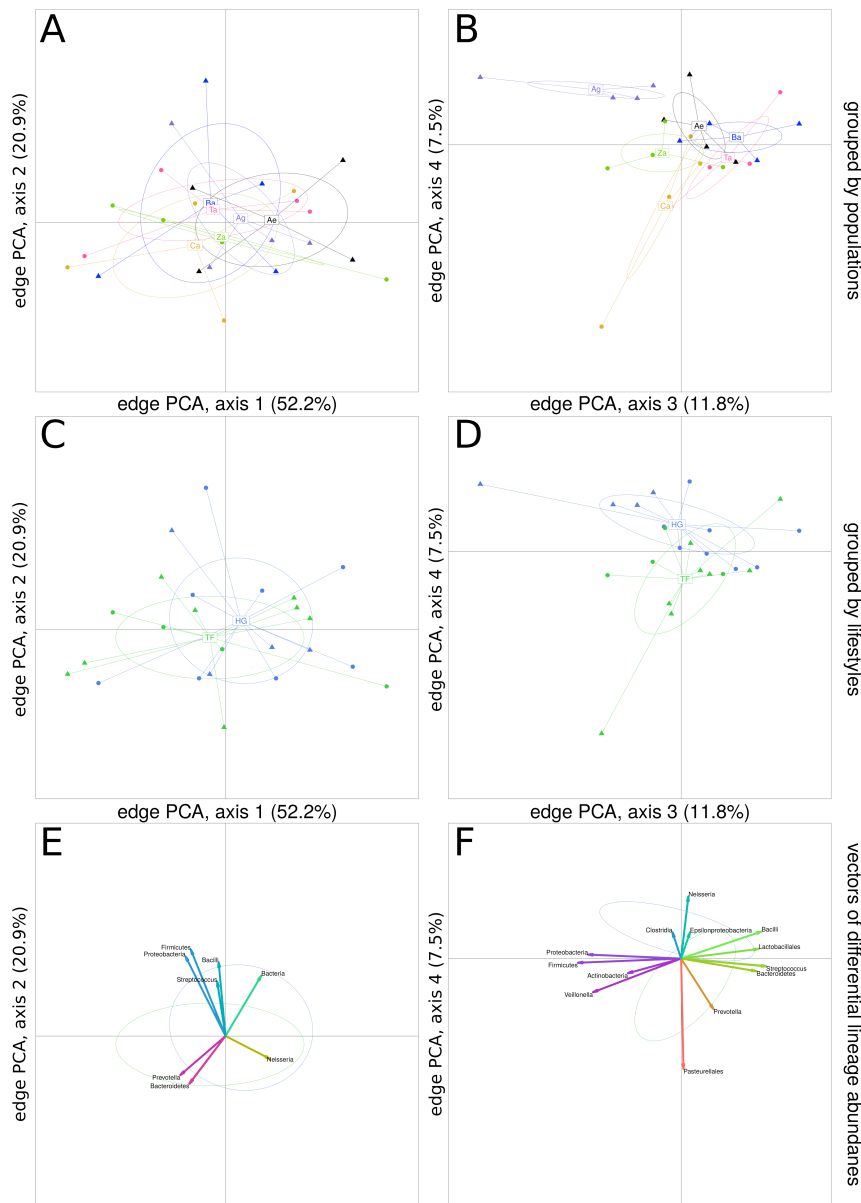 A
B
edge PCA, axis 2 (20.9%)
Ba
Ta
Ag
Ae
Za
Ca
edge PCA, axis 1 (52.2%)
edge PCA, axis 4 (7.5%)
Ag
Ae
Ba
Za
Ta
Ca
edge PCA, axis 3 (11.8%)
grouped by populations
C
D
edge PCA, axis 2 (20.9%)
HG
TF
edge PCA, axis 1 (52.2%)
edge PCA, axis 4 (7.5%)
HG
TF
edge PCA, axis 3 (11.8%)
grouped by lifestyles
E
F
edge PCA, axis 2 (20.9%)
Firmicutes
Proteobacteria
Bacilli
Streptococcus
Bacteria
Neisseria
Prevotella
Bacteroidetes
edge PCA, axis 4 (7.5%)
Neisseria
Clostridia
Epsilonproteobacteria
Bacilli
Lactobacillales
Proteobacteria
Firmicutes
Streptococcus
Bacteroidetes
Actinobacteria
Veillonella
Prevotella
Pasteurellales
vectors of differential lineage abundanes